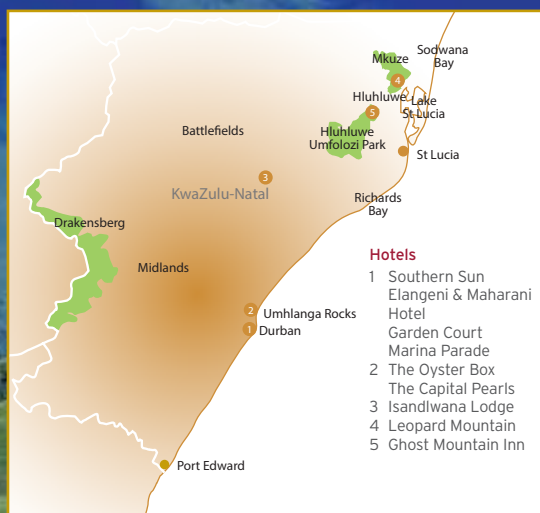 Sodwana
Bay
Mkuze
4
Hluhluwe
Lake
St Lucia
5
Battlefields
Hluhluwe
Umfolozi Park
St Lucia
3
KwaZulu-Natal
Richards
Bay
Drakensberg
Midlands
2 Umhlanga Rocks
1 Durban
Port Edward
Hotels
1 Southern Sun
Elangeni & Maharani
Hotel
Garden Court
Marina Parade
2 The Oyster Box
The Capital Pearls
3 Isandlwana Lodge
4 Leopard Mountain
5 Ghost Mountain Inn